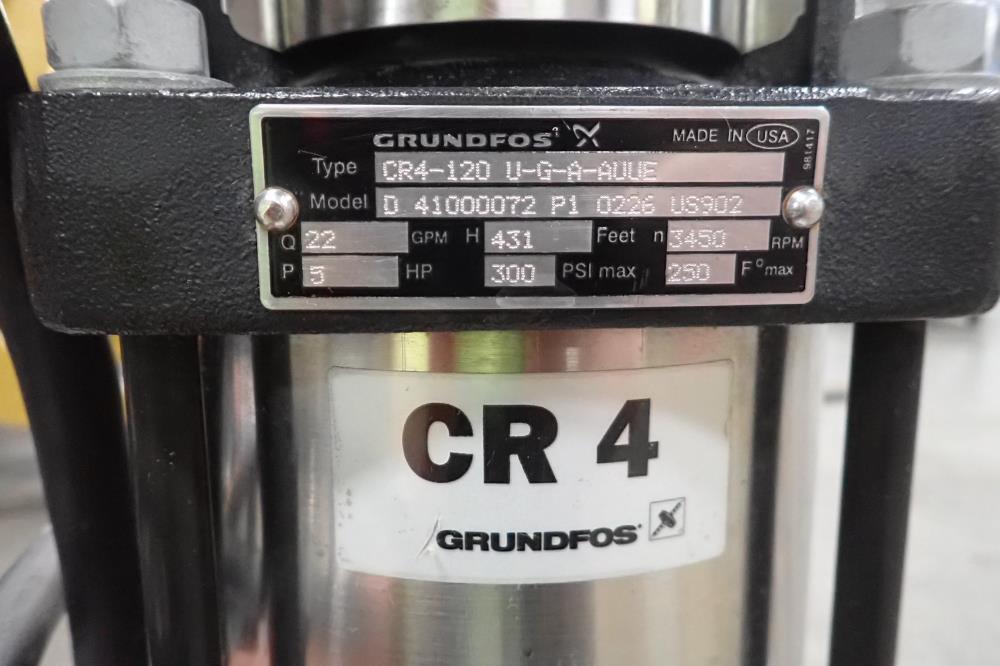 GRUNDFOS MADE IN USA
981417
Type CR4-120 U-G-A-AUUE
Model D 41000072 P1 0226 US902
Q 22 GPM H 431 Feet n 3450 RPM
P 5 HP 300 PSI max 250 F° max
CR 4
GRUNDFOS